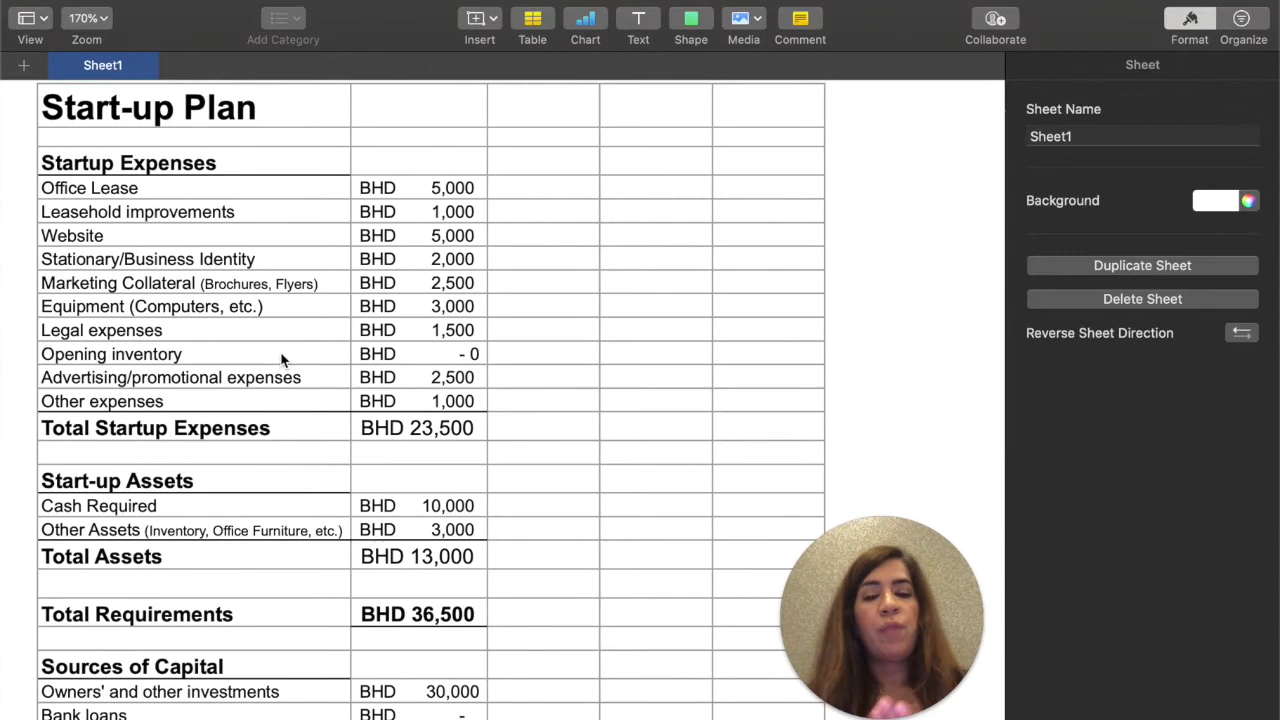 View
170%
Zoom
Add Category
Insert
Table
Chart
T
Text
Shape
Media
Comment
Collaborate
Format
Organize
+
Sheet1
Sheet
Start-up Plan
Sheet Name
Sheet1
Startup Expenses
Office Lease BHD 5,000
Background
Leasehold improvements BHD 1,000
Website BHD 5,000
Stationary/Business Identity BHD 2,000
Duplicate Sheet
Marketing Collateral (Brochures, Flyers) BHD 2,500
Delete Sheet
Equipment (Computers, etc.) BHD 3,000
Legal expenses BHD 1,500
Reverse Sheet Direction
Opening inventory BHD - 0
Advertising/promotional expenses BHD 2,500
Other expenses BHD 1,000
Total Startup Expenses BHD 23,500
Start-up Assets
Cash Required BHD 10,000
Other Assets (Inventory, Office Furniture, etc.) BHD 3,000
Total Assets BHD 13,000
Total Requirements BHD 36,500
Sources of Capital
Owners' and other investments BHD 30,000
Bank loans BHD -